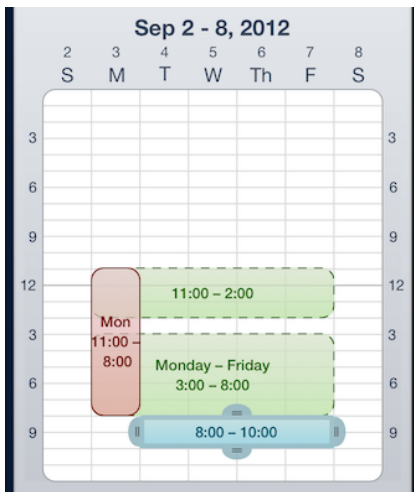 Sep 2 - 8, 2012
2 3 4 5 6 7 8
S M T W Th F S
3 3
6 6
9 9
12 12
11:00 – 2:00
Mon
11:00 –
8:00
3 3
Monday – Friday
3:00 – 8:00
6 6
8:00 – 10:00
9 9